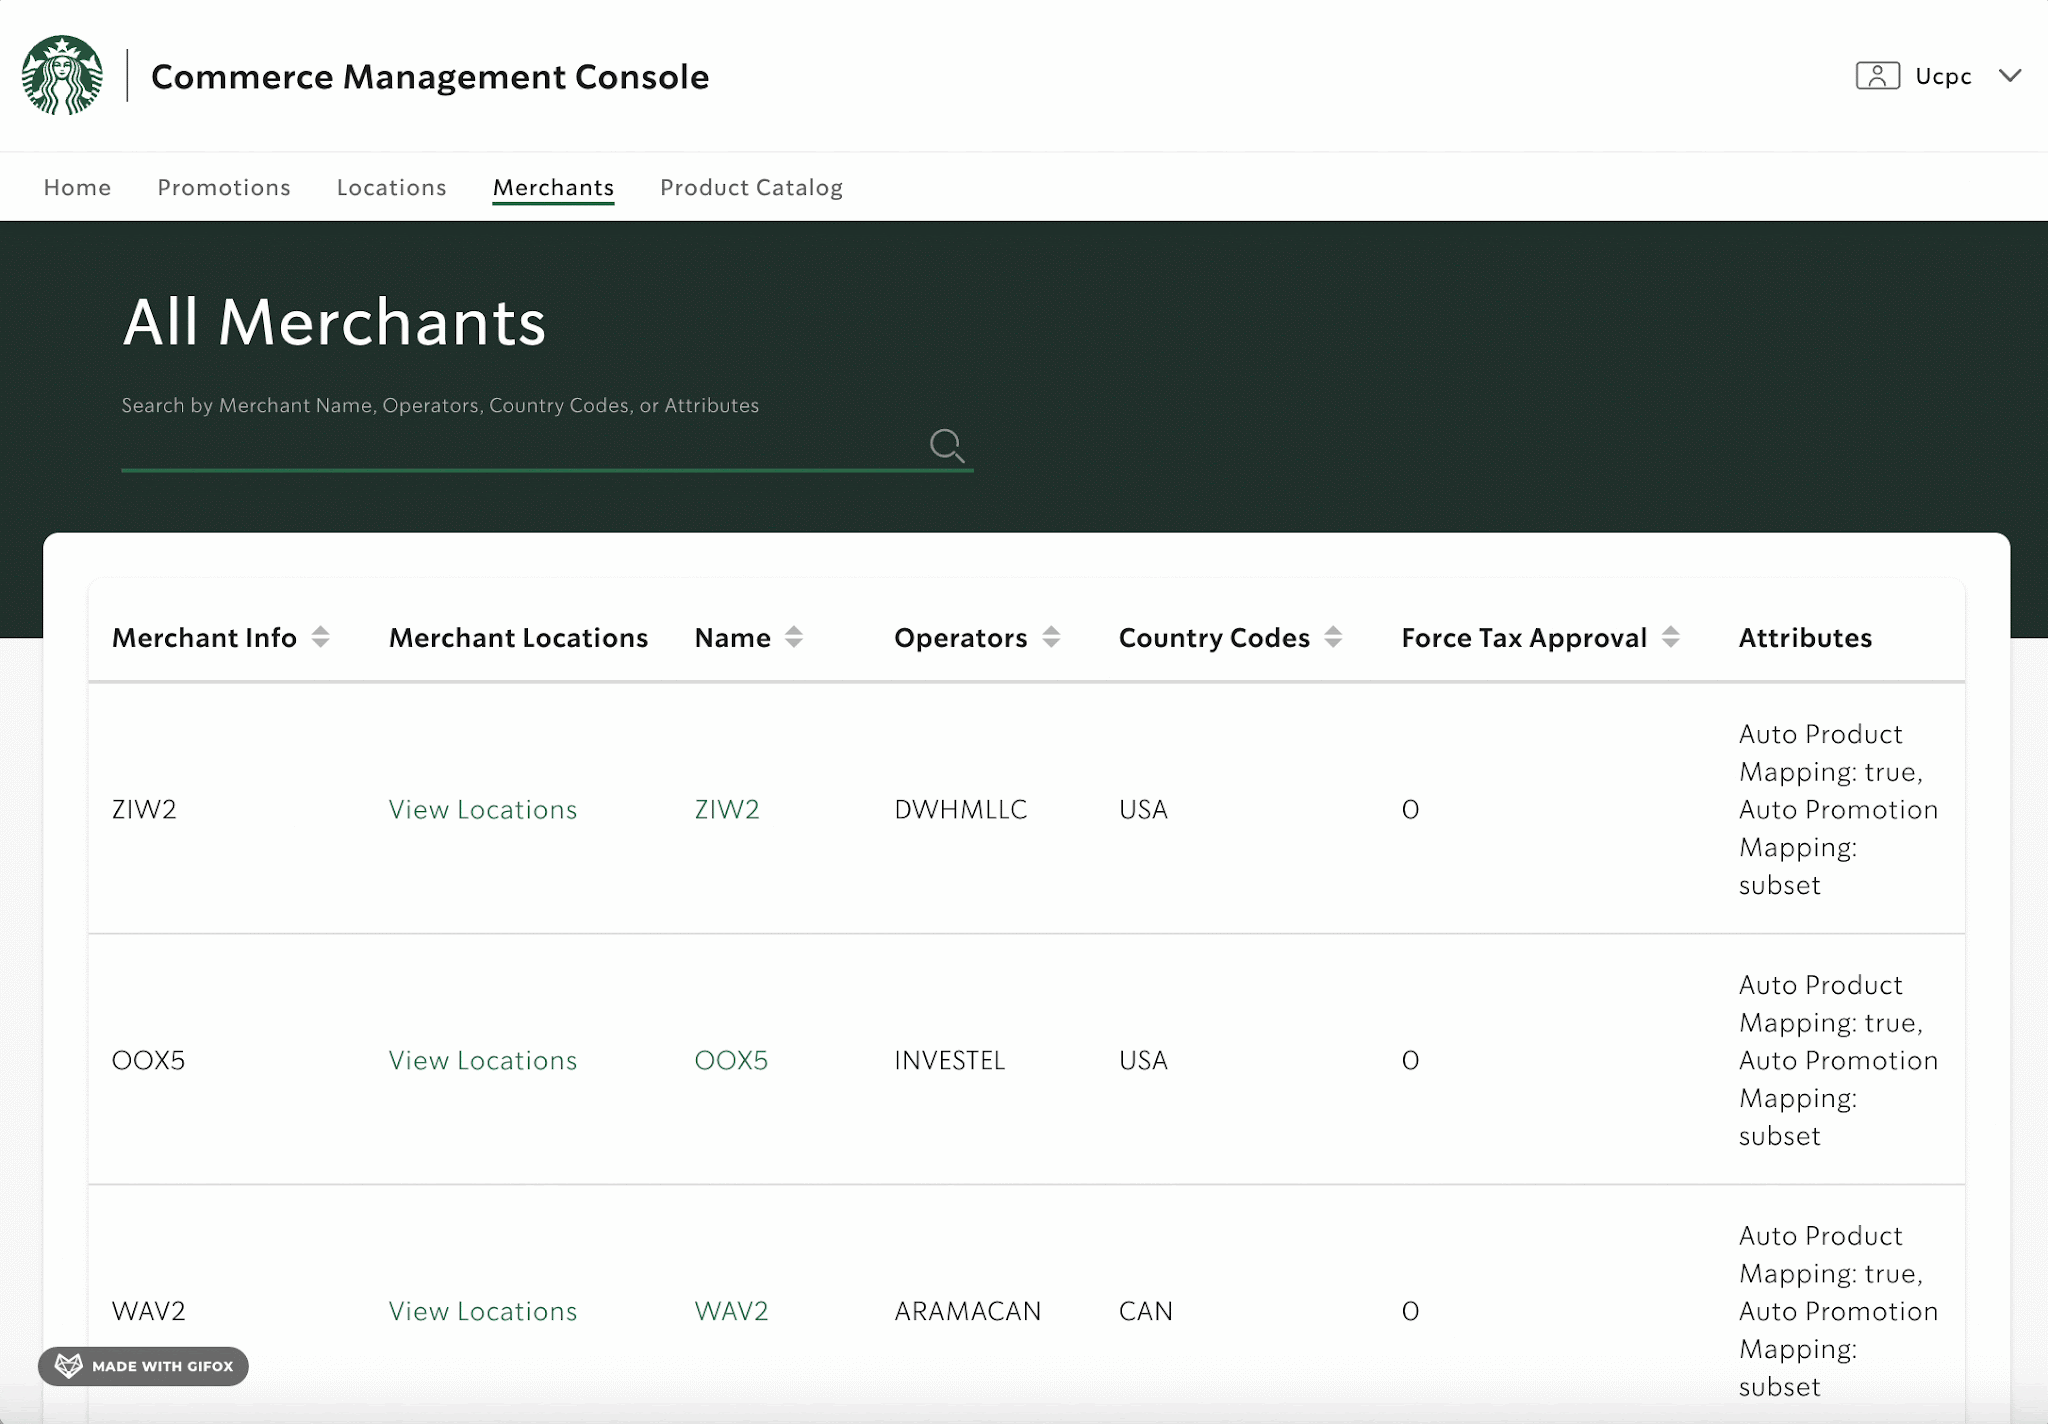 Commerce Management Console
Ucpc
Home Promotions Locations Merchants Product Catalog
All Merchants
Search by Merchant Name, Operators, Country Codes, or Attributes
Merchant Info Merchant Locations Name Operators Country Codes Force Tax Approval Attributes
ZIW2 View Locations ZIW2 DWHMLLC USA 0
Auto Product
Mapping: true,
Auto Promotion
Mapping:
subset
OOX5 View Locations OOX5 INVESTEL USA 0
Auto Product
Mapping: true,
Auto Promotion
Mapping:
subset
WAV2 View Locations WAV2 ARAMACAN CAN 0
Auto Product
Mapping: true,
Auto Promotion
Mapping:
subset
MADE WITH GIFOX